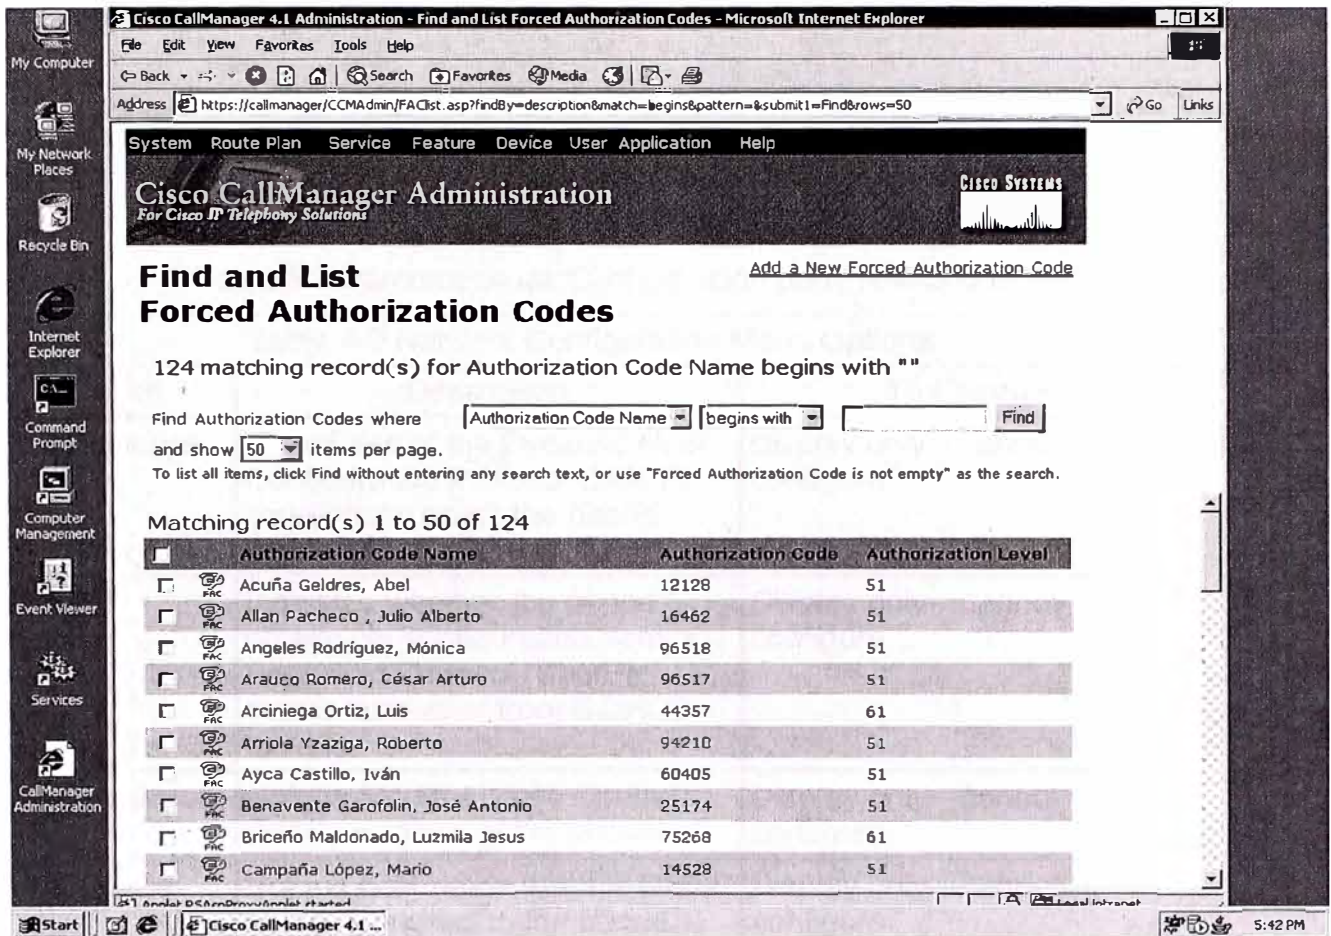 Cisco CallManager 4.1 Administration - Find and List Forced Authorization Codes - Microsoft Internet Explorer
File Edit View Favorites Tools Help
Back Search Favorites Media
Address https://callmanager/CCMAdmin/FAClist.asp?findBy=description&match=begins&pattern=&submit1=Find&rows=50 Go Links
My Computer
My Network Places
Recycle Bin
Internet Explorer
Command Prompt
Computer Management
Event Viewer
Services
CallManager Administration
System Route Plan Service Feature Device User Application Help
Cisco CallManager Administration
For Cisco IP Telephony Solutions
CISCO SYSTEMS
Find and List
Forced Authorization Codes
Add a New Forced Authorization Code
124 matching record(s) for Authorization Code Name begins with ""
Find Authorization Codes where Authorization Code Name begins with Find
and show 50 items per page.
To list all items, click Find without entering any search text, or use "Forced Authorization Code is not empty" as the search.
Matching record(s) 1 to 50 of 124
Authorization Code Name Authorization Code Authorization Level
FAC Acuña Geldres, Abel 12128 51
FAC Allan Pacheco , Julio Alberto 16462 51
FAC Angeles Rodríguez, Mónica 96518 51
FAC Arauco Romero, César Arturo 96517 51
FAC Arciniega Ortiz, Luis 44357 61
FAC Arriola Yzaziga, Roberto 94210 51
FAC Ayca Castillo, Iván 60405 51
FAC Benavente Garofolin, José Antonio 25174 51
FAC Briceño Maldonado, Luzmila Jesus 75268 61
FAC Campaña López, Mario 14528 51
Start Cisco CallManager 4.1 ... 5:42 PM